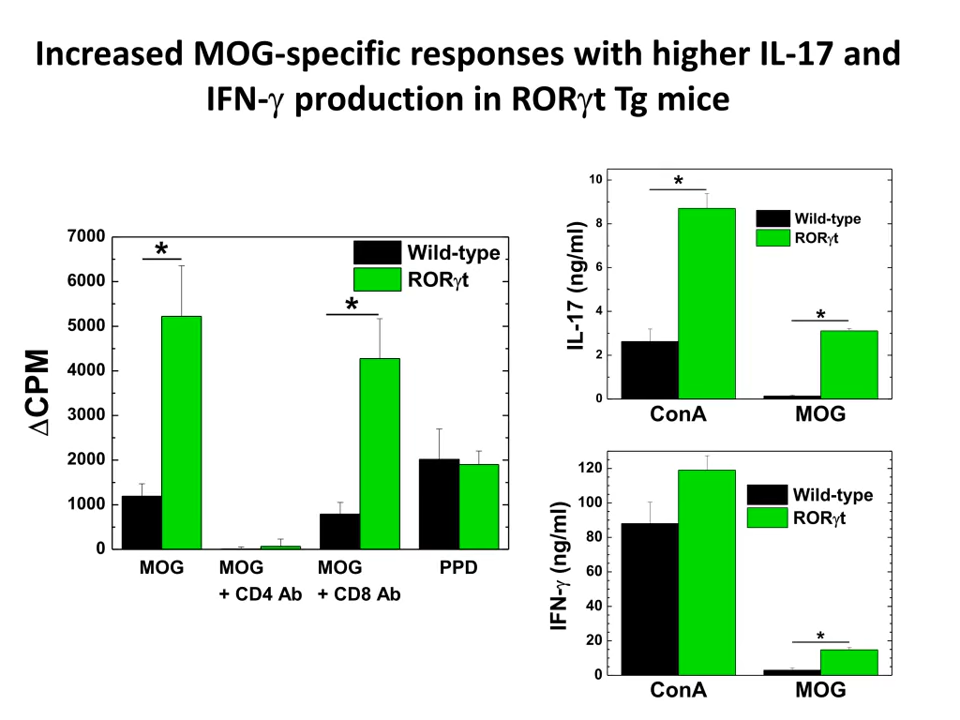 Increased MOG-specific responses with higher IL-17 and
IFN-γ production in RORγt Tg mice
ΔCPM
7000
6000
5000
4000
3000
2000
1000
0
*
*
Wild-type
RORγt
MOG
MOG
+ CD4 Ab
MOG
+ CD8 Ab
PPD
IL-17 (ng/ml)
10
8
6
4
2
0
*
*
Wild-type
RORγt
ConA
MOG
IFN-γ (ng/ml)
120
100
80
60
40
20
0
*
Wild-type
RORγt
ConA
MOG